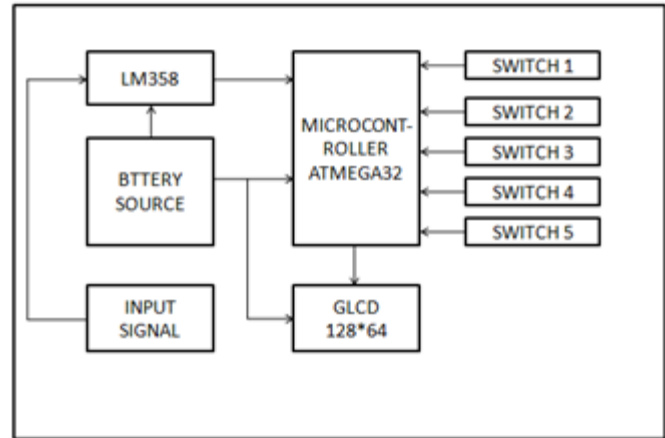 LM358
BTTERY
SOURCE
INPUT
SIGNAL
MICROCONT-
ROLLER
ATMEGA32
GLCD
128*64
SWITCH 1
SWITCH 2
SWITCH 3
SWITCH 4
SWITCH 5